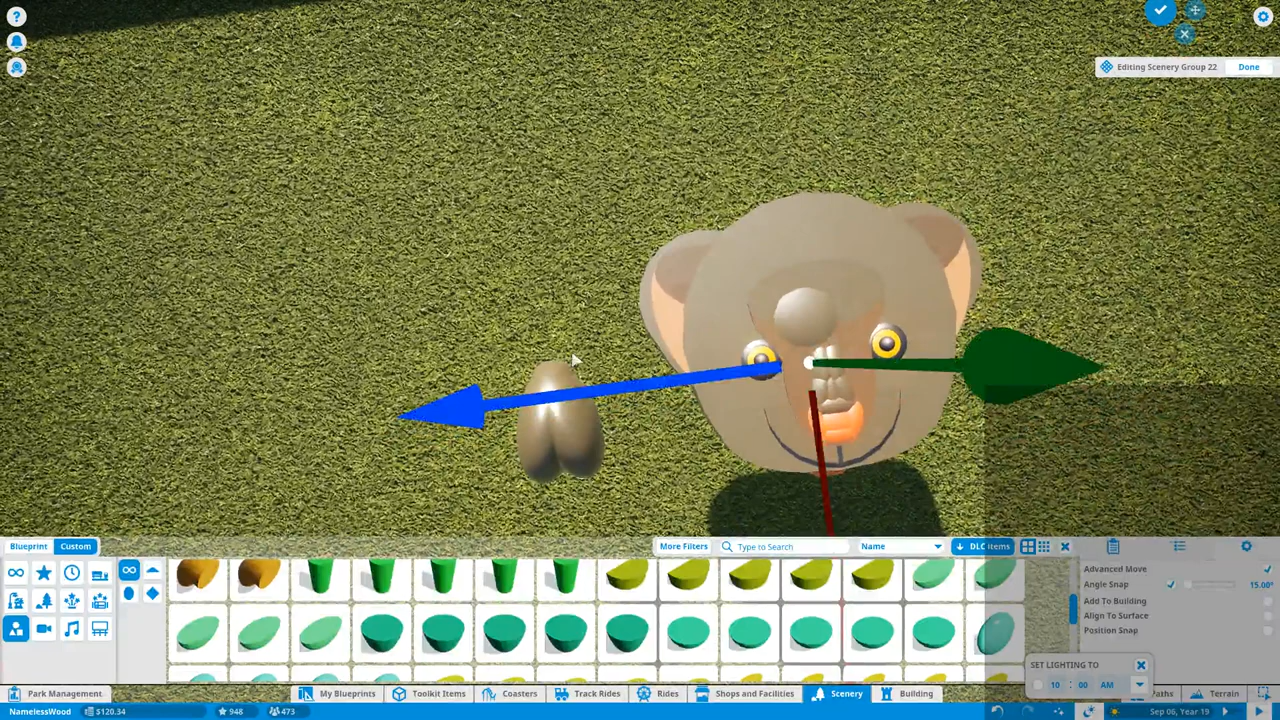 ?
Editing Scenery Group 22 Done
Blueprint Custom More Filters Type to Search Name DLC items
Advanced Move
Angle Snap 15.00°
Add To Building
Align To Surface
Position Snap
SET LIGHTING TO
10 : 00 AM
Park Management My Blueprints Toolkit Items Coasters Track Rides Rides Shops and Facilities Scenery Building Paths Terrain
NamelessWood $120.34 948 473 Sep 06, Year 19